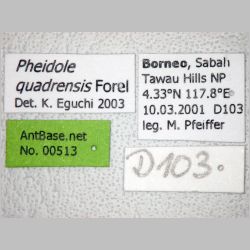 Pheidole
quadrensis Forel
Det. K. Eguchi 2003
Borneo, Sabah
Tawau Hills NP
4.33°N 117.8°E
10.03.2001 D103
leg. M. Pfeiffer
AntBase.net
No. 00513
D103.